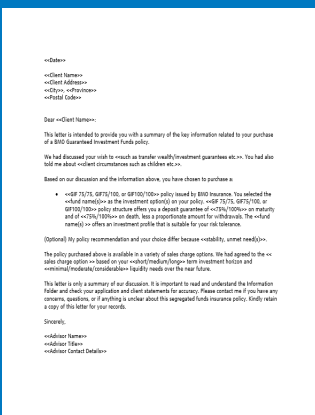 <<Date>>
<<Client Name>>
<<Client Address>>
<<City>>, <<Province>>
<<Postal Code>>
Dear <<Client Name>>:
This letter is intended to provide you with a summary of the key information related to your purchase
of a BMO Guaranteed Investment Funds policy.
We had discussed your wish to <<such as transfer wealth/investment guarantees etc.>>. You had also
told me about <<client circumstances such as children etc.>>.
Based on our discussion and the information above, you have chosen to purchase a:
• <<GIF 75/75, GIF75/100, or GIF100/100>> policy issued by BMO Insurance. You selected the
<<fund name(s)>> as the investment option(s) on your policy. <<GIF 75/75, GIF75/100, or
GIF100/100>> policy structure offers you a deposit guarantee of <<75%/100%>> on maturity
and of <<75%/100%>> on death, less a proportionate amount for withdrawals. The <<fund
name(s) >> offers an investment profile that is suitable for your risk tolerance.
(Optional) My policy recommendation and your choice differ because <<stability, unmet need(s)>>.
The policy purchased above is available in a variety of sales charge options. We had agreed to the <<
sales charge option >> based on your <<short/medium/long>> term investment horizon and
<<minimal/moderate/considerable>> liquidity needs over the near future.
This letter is only a summary of our discussion. It is important to read and understand the Information
Folder and check your application and client statements for accuracy. Please contact me if you have any
concerns, questions, or if anything is unclear about this segregated funds insurance policy. Kindly retain
a copy of this letter for your records.
Sincerely,
<<Advisor Name>>
<<Advisor Title>>
<<Advisor Contact Details>>